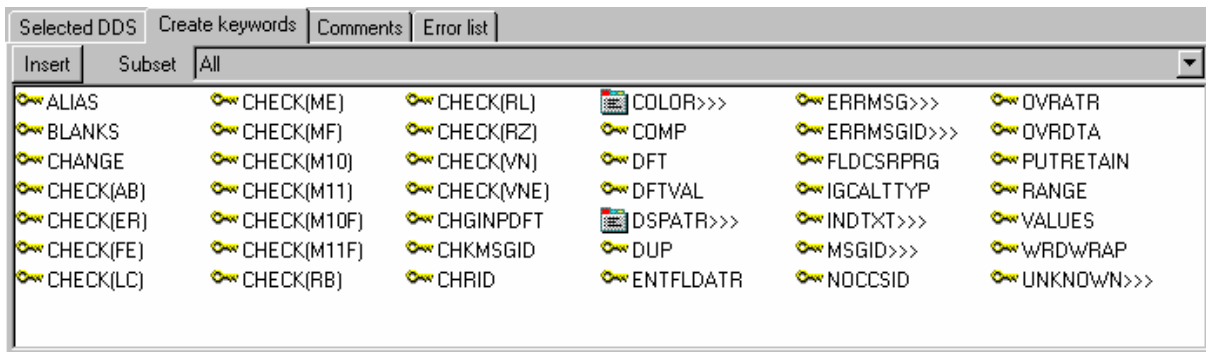 Selected DDS Create keywords Comments Error list
Insert Subset All
ALIAS CHECK(ME) CHECK(RL) COLOR>>> ERRMSG>>> OVRATR
BLANKS CHECK(MF) CHECK(RZ) COMP ERRMSGID>>> OVRDTA
CHANGE CHECK(M10) CHECK(VN) DFT FLDCSRPRG PUTRETAIN
CHECK(AB) CHECK(M11) CHECK(VNE) DFTVAL IGCALTTYP RANGE
CHECK(ER) CHECK(M10F) CHGINPDFT DSPATR>>> INDTXT>>> VALUES
CHECK(FE) CHECK(M11F) CHKMSGID DUP MSGID>>> WRDWRAP
CHECK(LC) CHECK(RB) CHRID ENTFLDATR NOCCSID UNKNOWN>>>